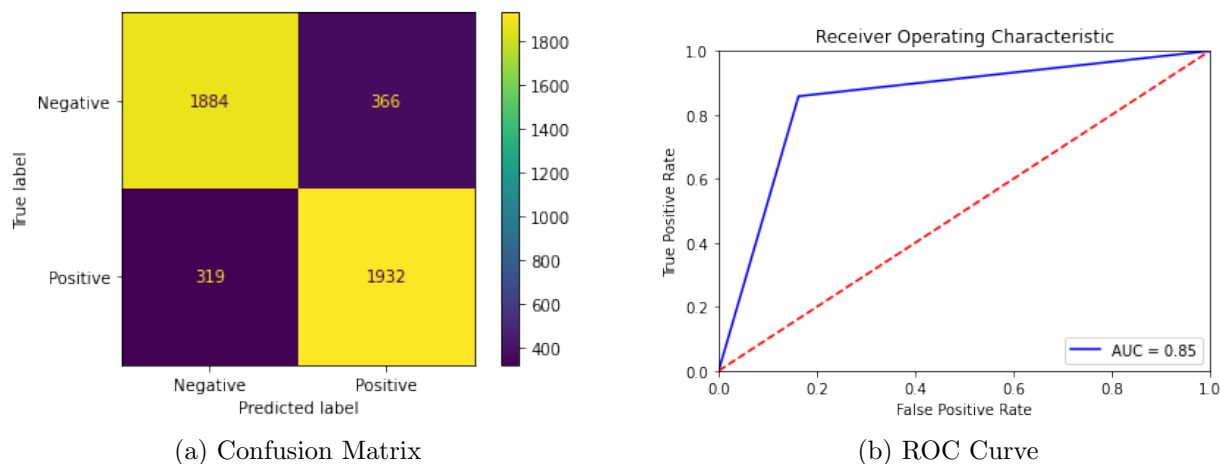 Negative
Positive
True label
1884
366
319
1932
Negative
Positive
Predicted label
1800
1600
1400
1200
1000
800
600
400
(a) Confusion Matrix
Receiver Operating Characteristic
1.0
0.8
0.6
0.4
0.2
0.0
True Positive Rate
0.0
0.2
0.4
0.6
0.8
1.0
False Positive Rate
AUC = 0.85
(b) ROC Curve